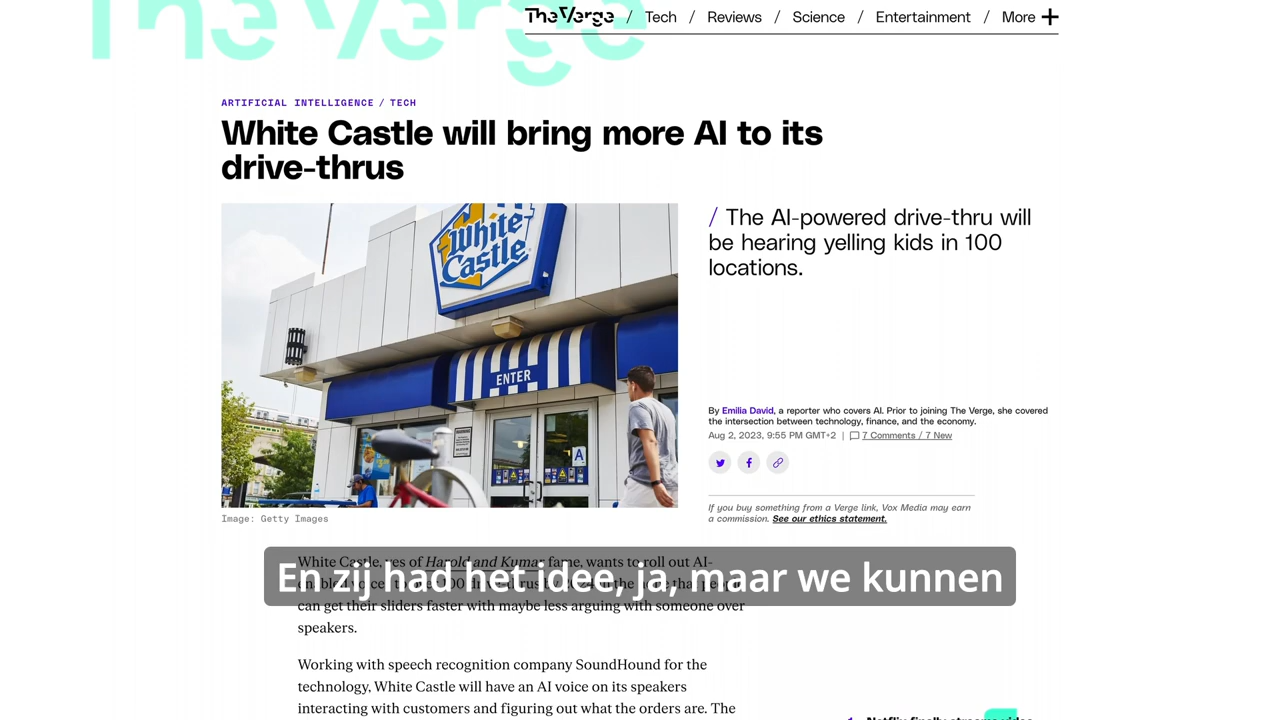 The Verge
The Verge / Tech / Reviews / Science / Entertainment / More +
ARTIFICIAL INTELLIGENCE / TECH
White Castle will bring more AI to its
drive-thrus
White
Castle
ENTER
A
/ The AI-powered drive-thru will
be hearing yelling kids in 100
locations.
By Emilia David, a reporter who covers AI. Prior to joining The Verge, she covered
the intersection between technology, finance, and the economy.
Aug 2, 2023, 9:55 PM GMT+2 | 7 Comments / 7 New
If you buy something from a Verge link, Vox Media may earn
a commission. See our ethics statement.
Image: Getty Images
White Castle, yes of Harold and Kumar fame, wants to roll out AI-
En zij had het idee, ja, maar we kunnen
can get their sliders faster with maybe less arguing with someone over
speakers.
Working with speech recognition company SoundHound for the
technology, White Castle will have an AI voice on its speakers
interacting with customers and figuring out what the orders are. The